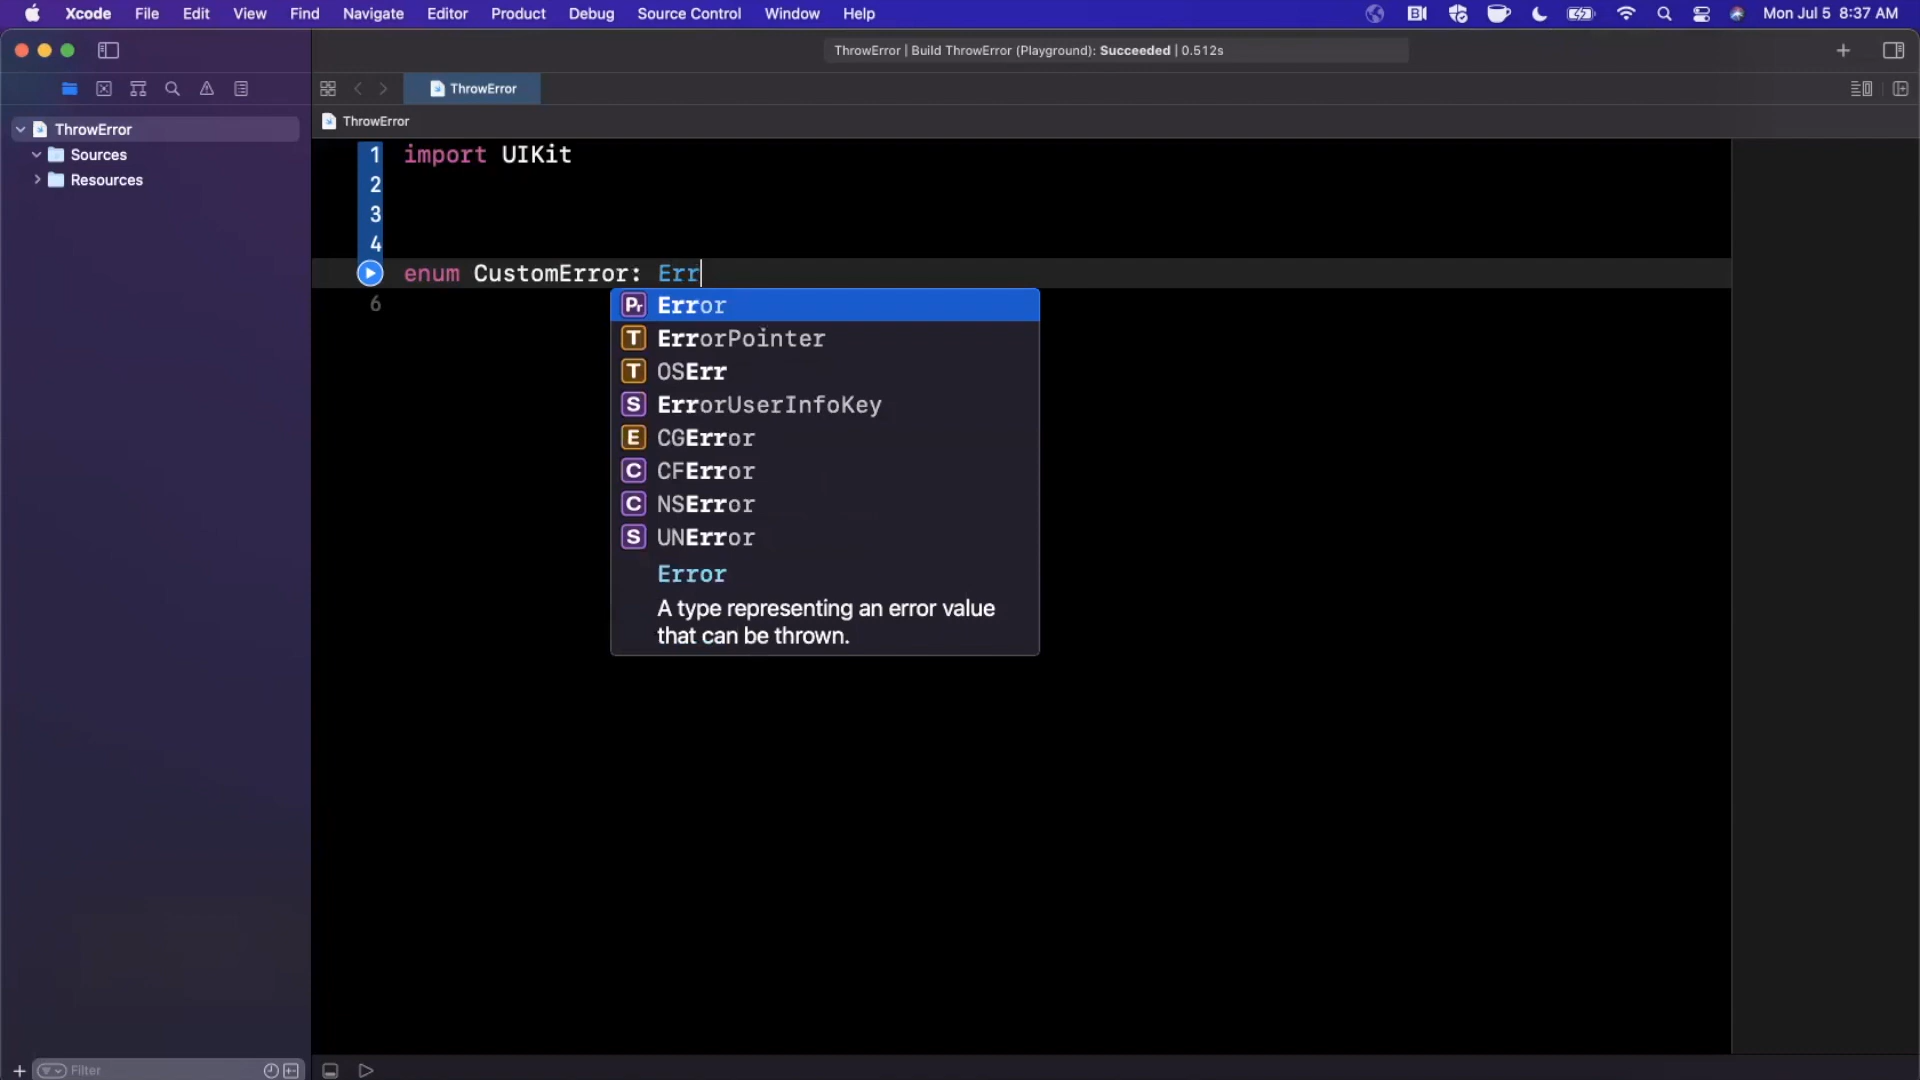 Xcode File Edit View Find Navigate Editor Product Debug Source Control Window Help Mon Jul 5 8:37 AM
ThrowError | Build ThrowError (Playground): Succeeded | 0.512s
ThrowError
ThrowError
ThrowError
Sources
Resources
1 import UIKit
2
3
4
enum CustomError: Err
6
Pr Error
T ErrorPointer
T OSErr
S ErrorUserInfoKey
E CGError
C CFError
C NSError
S UNError
Error
A type representing an error value
that can be thrown.
Filter